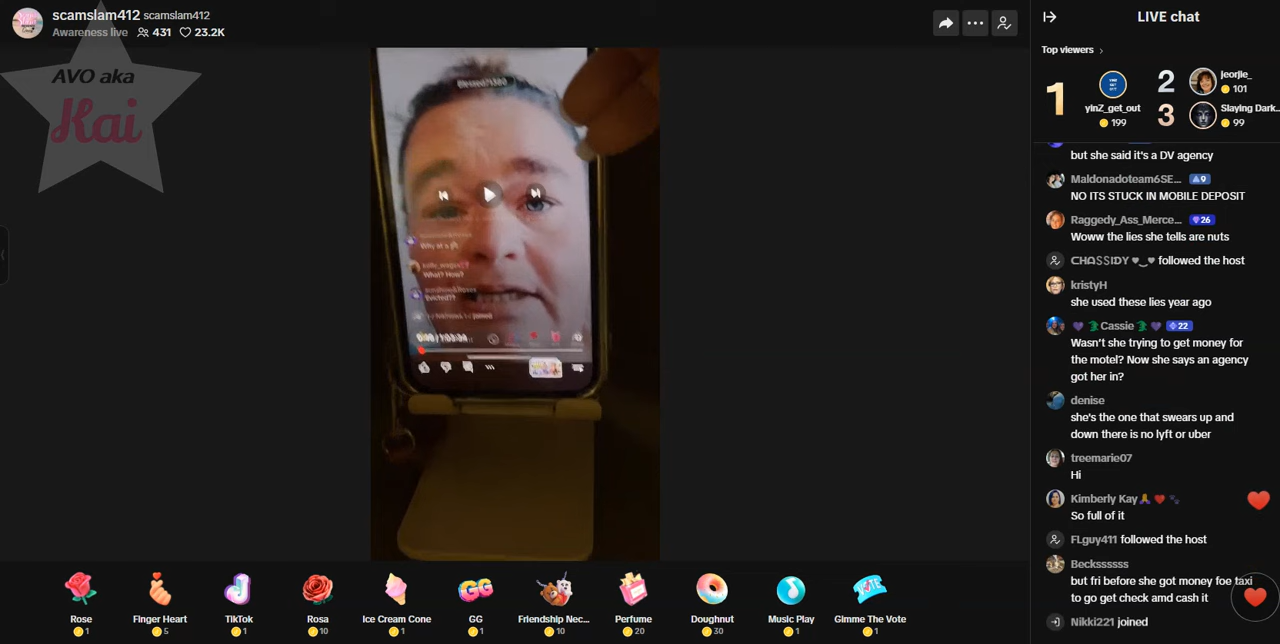 scamslam412 scamslam412
Awareness live 431 23.2K
AVO aka
Kai
LIVE chat
Top viewers
1
yinZ_get_out
199
2
jeorjie_
101
3
Slaying Dark...
99
but she said it's a DV agency
Maldonadoteam6SE... 9
NO ITS STUCK IN MOBILE DEPOSIT
Raggedy_Ass_Merce... 26
Woww the lies she tells are nuts
CHASSIDY followed the host
kristyH
she used these lies year ago
Cassie 22
Wasn't she trying to get money for
the motel? Now she says an agency
got her in?
denise
she's the one that swears up and
down there is no lyft or uber
treemarie07
Hi
Kimberly Kay
So full of it
FLguy411 followed the host
Becksssssss
but fri before she got money foe taxi
to go get check amd cash it
Nikki221 joined
What? How?
Evicted??
joined
Rose
1
Finger Heart
5
TikTok
1
Rosa
10
Ice Cream Cone
1
GG
GG
1
Friendship Nec...
10
Perfume
20
Doughnut
30
Music Play
1
VOTE
Gimme The Vote
1